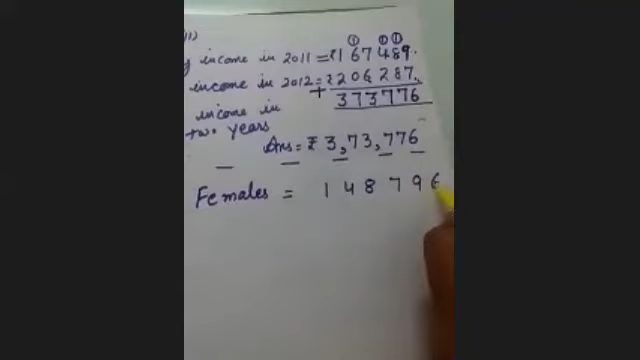 11)
income in 2011 = ₹167489.
income in 2012 = ₹206287.
+ 373776
income in
two years
Ans = ₹ 3,73,776
Females = 148796